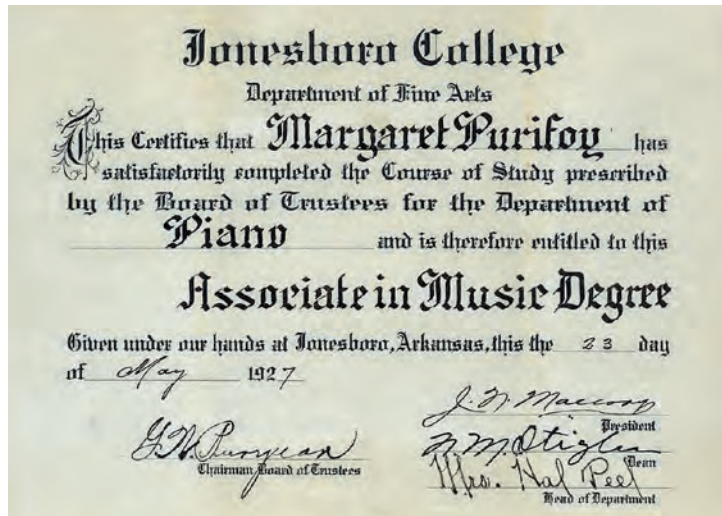 Jonesboro College
Department of Fine Arts
This Certifies that Margaret Purifoy has
satisfactorily completed the Course of Study prescribed
by the Board of Trustees for the Department of
Piano and is therefore entitled to this
Associate in Music Degree
Given under our hands at Jonesboro, Arkansas, this the 23 day
of May 1927
President
Dean
Chairman, Board of Trustees
Mrs. Hal Peel
Head of Department